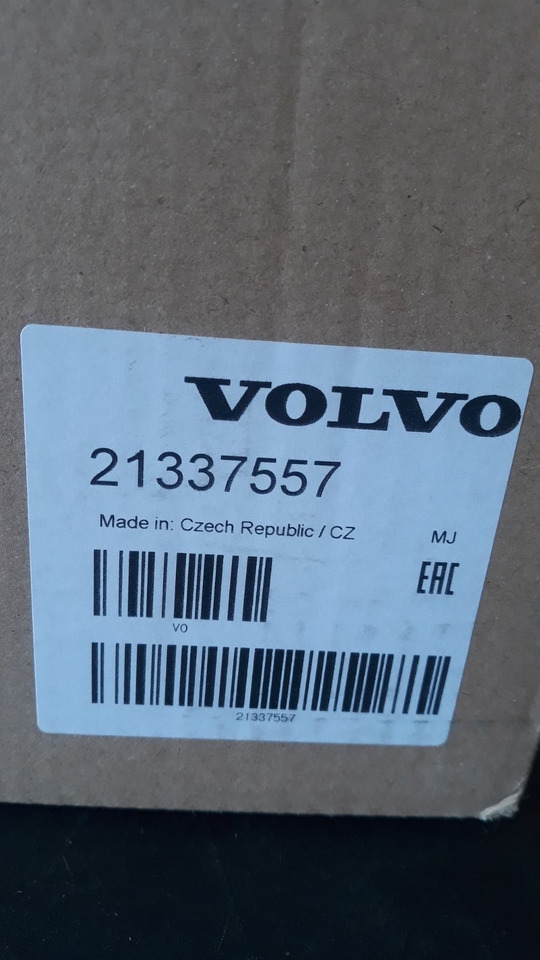 VOLVO
21337557
Made in: Czech Republic / CZ
MJ
EAC
VO
21337557